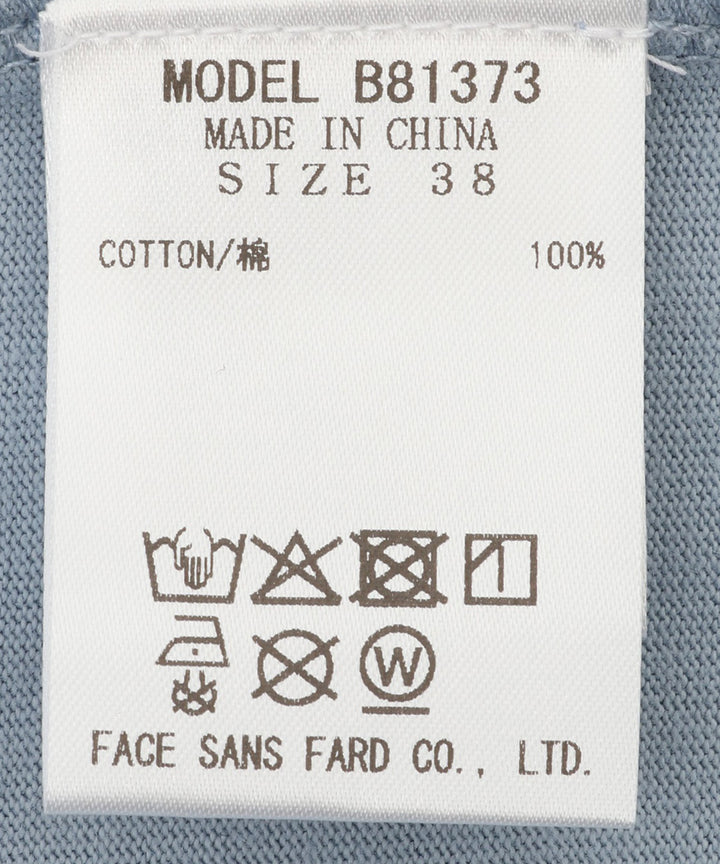 MODEL B81373
MADE IN CHINA
SIZE 38
COTTON/棉 100%
W
FACE SANS FARD CO., LTD.